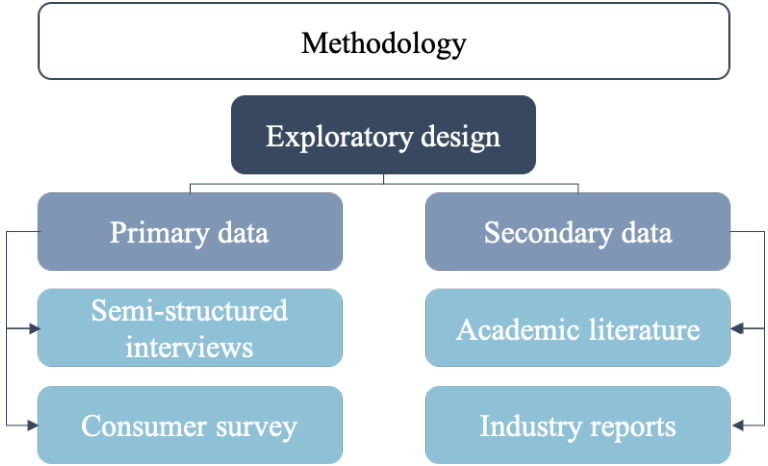 Methodology
Exploratory design
Primary data
Secondary data
Semi-structured
interviews
Academic literature
Consumer survey
Industry reports